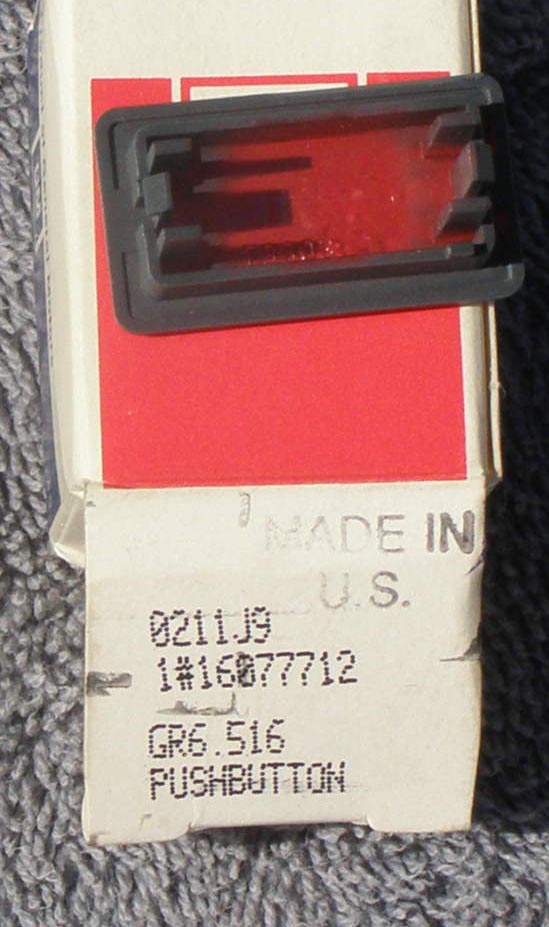 MADE IN
U.S.
0211J9
1#16077712
GR6.516
PUSHBUTTON